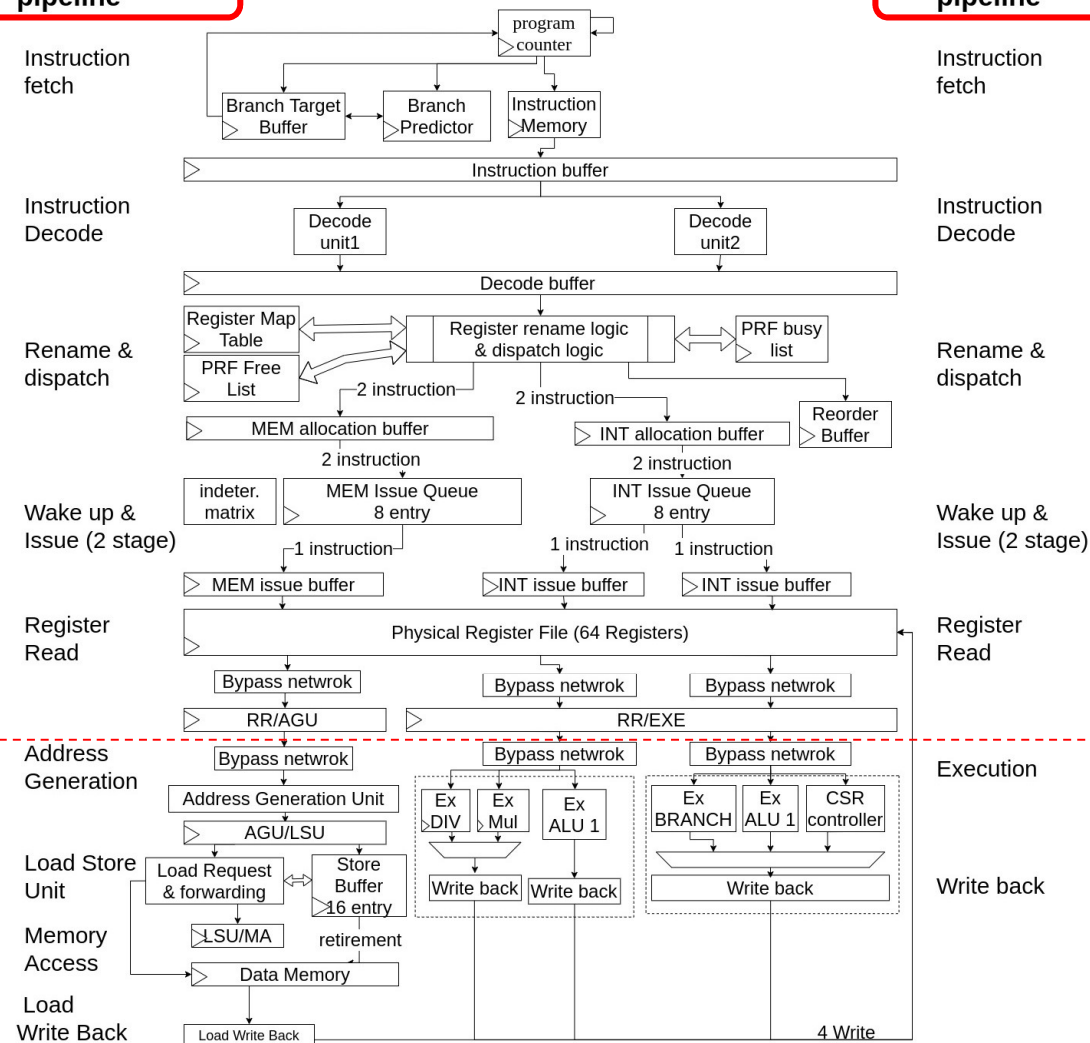 pipeline
pipeline
program
counter
Instruction
fetch
Instruction
fetch
Branch Target
Buffer
Branch
Predictor
Instruction
Memory
Instruction buffer
Instruction
Decode
Decode
unit1
Decode
unit2
Instruction
Decode
Decode buffer
Register Map
Table
Register rename logic
& dispatch logic
PRF busy
list
Rename &
dispatch
PRF Free
List
Rename &
dispatch
2 instruction
2 instruction
Reorder
Buffer
MEM allocation buffer
INT allocation buffer
2 instruction
2 instruction
Wake up &
Issue (2 stage)
indeter.
matrix
MEM Issue Queue
8 entry
INT Issue Queue
8 entry
Wake up &
Issue (2 stage)
1 instruction
1 instruction
1 instruction
MEM issue buffer
INT issue buffer
INT issue buffer
Register
Read
Physical Register File (64 Registers)
Register
Read
Bypass netwrok
Bypass netwrok
Bypass netwrok
RR/AGU
RR/EXE
Address
Generation
Bypass netwrok
Bypass netwrok
Bypass netwrok
Execution
Address Generation Unit
Ex
DIV
Ex
Mul
Ex
ALU 1
Ex
BRANCH
Ex
ALU 1
CSR
controller
AGU/LSU
Load Store
Unit
Load Request
& forwarding
Store
Buffer
16 entry
Write back
Write back
Write back
Write back
Memory
Access
LSU/MA
retirement
Data Memory
Load
Write Back
Load Write Back
4 Write